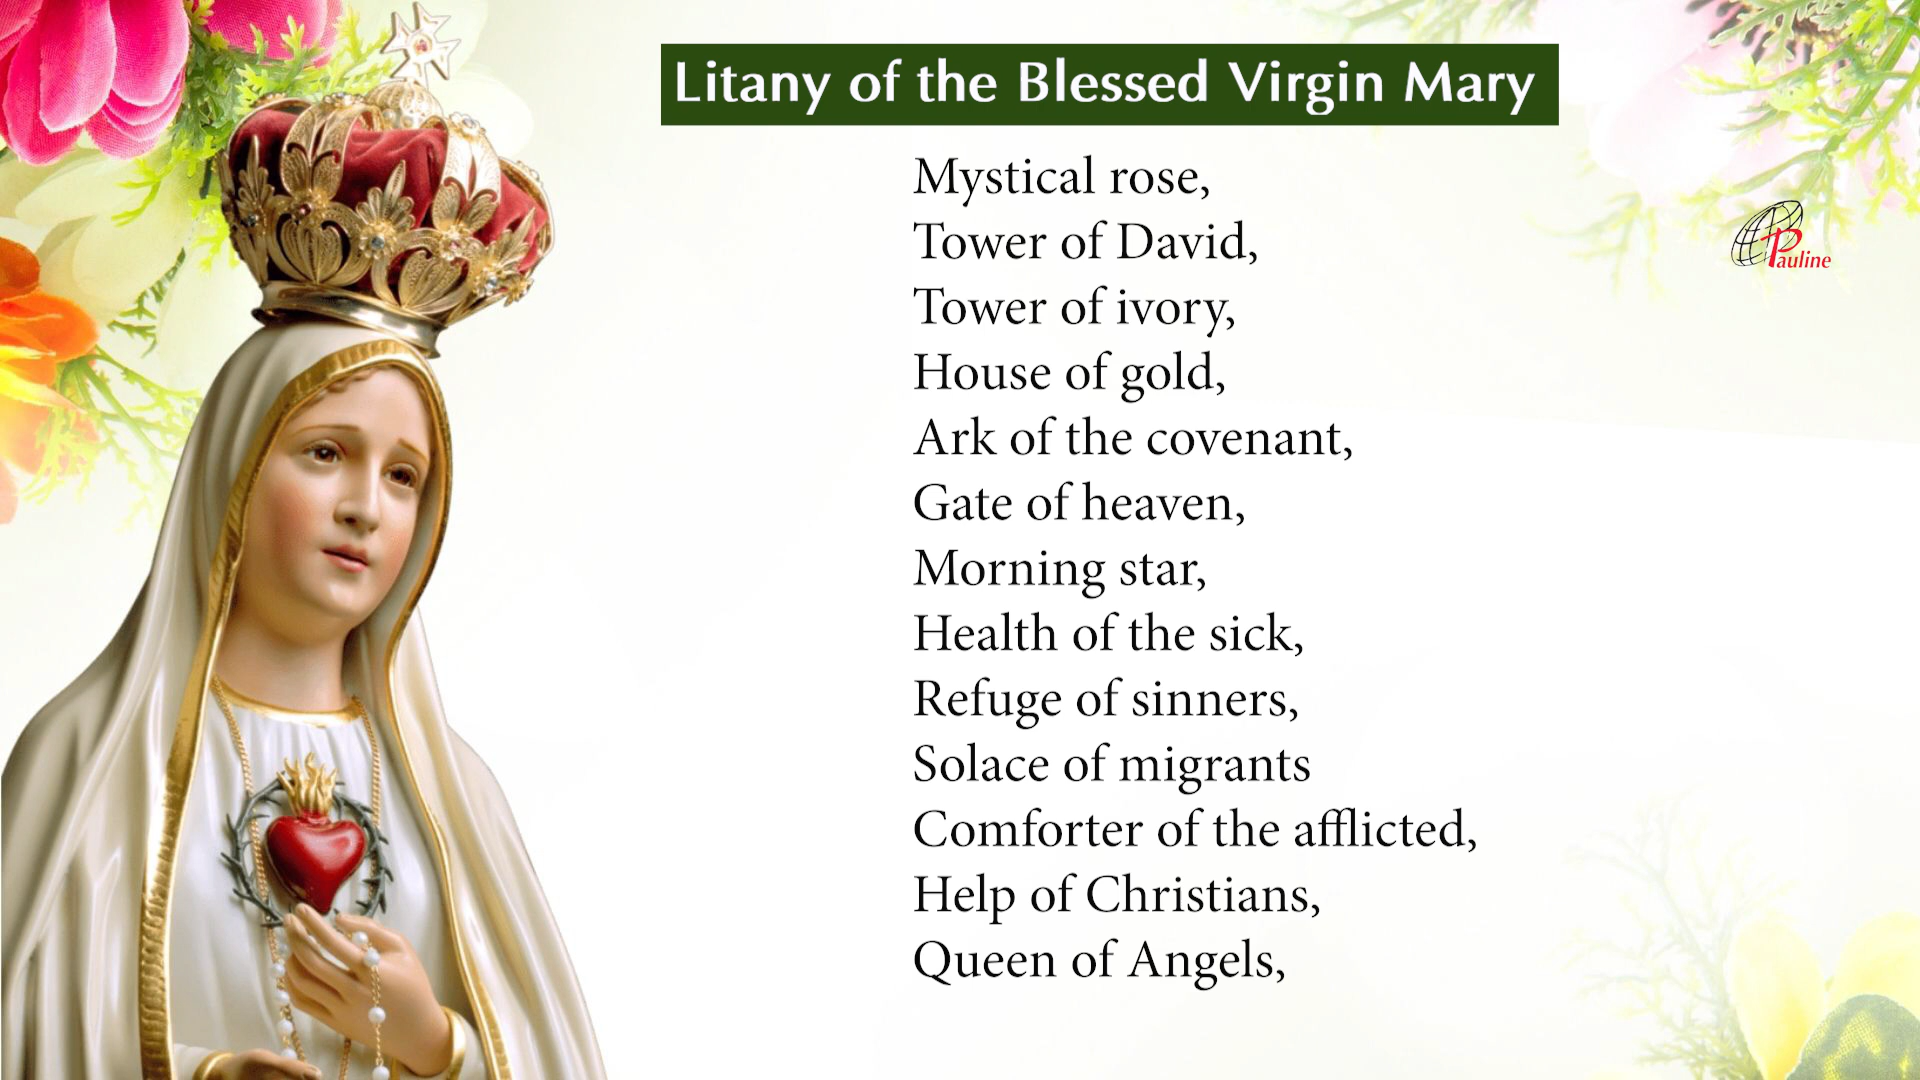 Litany of the Blessed Virgin Mary
Mystical rose,
Tower of David,
Tower of ivory,
House of gold,
Ark of the covenant,
Gate of heaven,
Morning star,
Health of the sick,
Refuge of sinners,
Solace of migrants
Comforter of the afflicted,
Help of Christians,
Queen of Angels,
Pauline